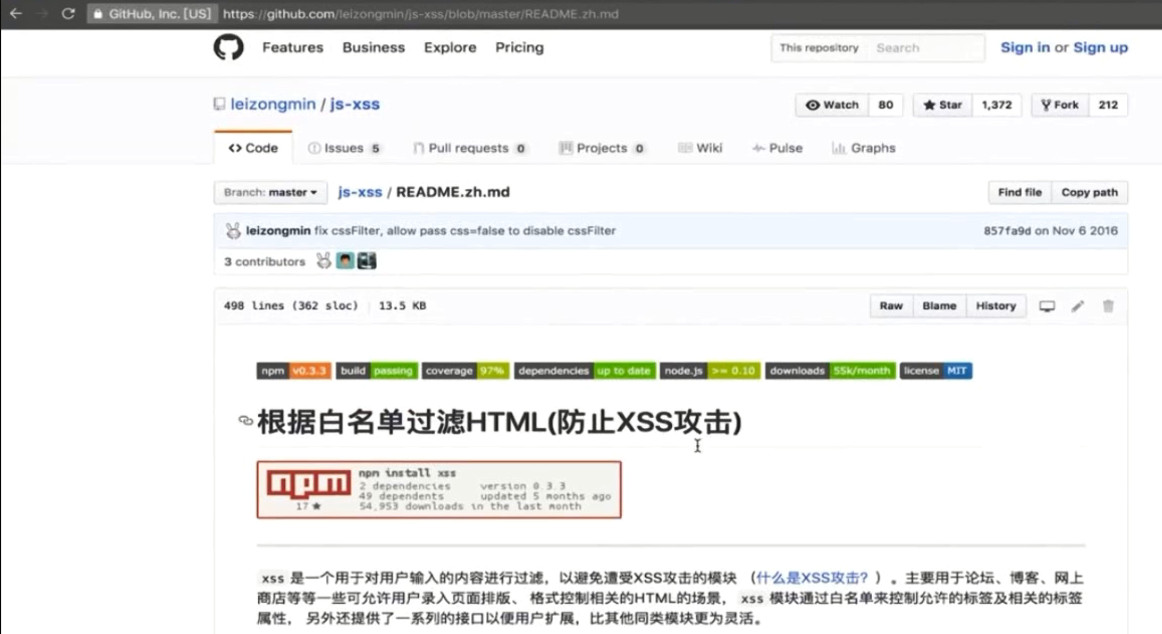 GitHub, Inc. [US] https://github.com/leizongmin/js-xss/blob/master/README.zh.md
Features Business Explore Pricing This repository Search Sign in or Sign up
leizongmin / js-xss Watch 80 Star 1,372 Fork 212
Code Issues 5 Pull requests 0 Projects 0 Wiki Pulse Graphs
Branch: master js-xss / README.zh.md Find file Copy path
leizongmin fix cssFilter, allow pass css=false to disable cssFilter 857fa9d on Nov 6 2016
3 contributors
498 lines (362 sloc) 13.5 KB Raw Blame History
npm v0.3.3 build passing coverage 97% dependencies up to date node.js >= 0.10 downloads 55k/month license MIT
根据白名单过滤HTML(防止XSS攻击)
npm npm install xss
2 dependencies version 0.3.3
49 dependents updated 5 months ago
17 ★ 54,953 downloads in the last month
xss 是一个用于对用户输入的内容进行过滤，以避免遭受XSS攻击的模块 （什么是XSS攻击? ）。主要用于论坛、博客、网上
商店等等一些可允许用户录入页面排版、 格式控制相关的HTML的场景， xss 模块通过白名单来控制允许的标签及相关的标签
属性， 另外还提供了一系列的接口以便用户扩展，比其他同类模块更为灵活。